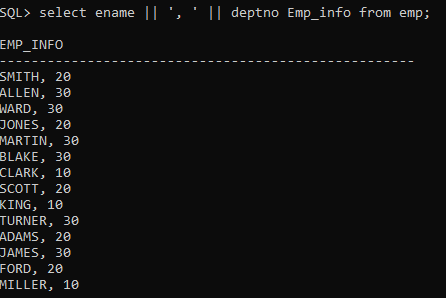 SQL> select ename || ', ' || deptno Emp_info from emp;
EMP_INFO
----------------------------------------------------
SMITH, 20
ALLEN, 30
WARD, 30
JONES, 20
MARTIN, 30
BLAKE, 30
CLARK, 10
SCOTT, 20
KING, 10
TURNER, 30
ADAMS, 20
JAMES, 30
FORD, 20
MILLER, 10